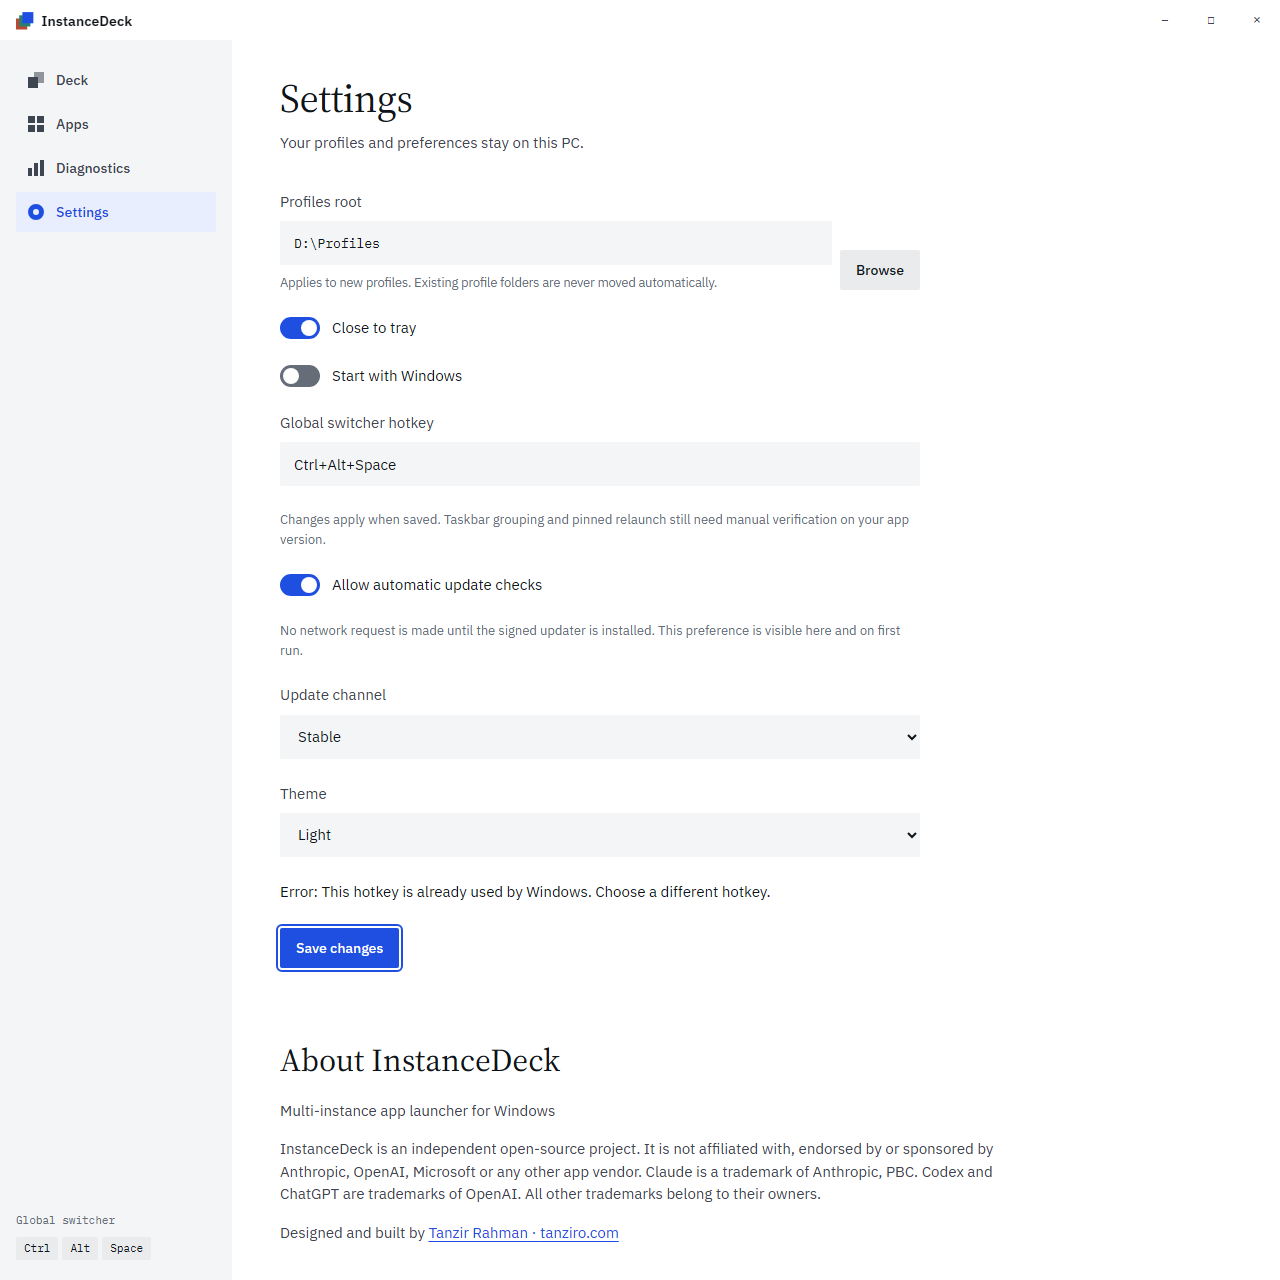 InstanceDeck
Deck
Apps
Diagnostics
Settings
Settings
Your profiles and preferences stay on this PC.
Profiles root
D:\Profiles
Browse
Applies to new profiles. Existing profile folders are never moved automatically.
Close to tray
Start with Windows
Global switcher hotkey
Ctrl+Alt+Space
Changes apply when saved. Taskbar grouping and pinned relaunch still need manual verification on your app
version.
Allow automatic update checks
No network request is made until the signed updater is installed. This preference is visible here and on first
run.
Update channel
Stable
Theme
Light
Error: This hotkey is already used by Windows. Choose a different hotkey.
Save changes
About InstanceDeck
Multi-instance app launcher for Windows
InstanceDeck is an independent open-source project. It is not affiliated with, endorsed by or sponsored by
Anthropic, OpenAI, Microsoft or any other app vendor. Claude is a trademark of Anthropic, PBC. Codex and
ChatGPT are trademarks of OpenAI. All other trademarks belong to their owners.
Designed and built by Tanzir Rahman · tanziro.com
Global switcher
Ctrl Alt Space